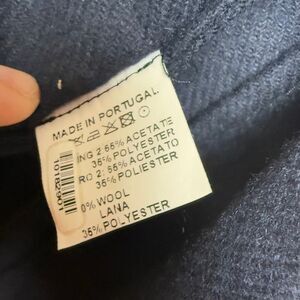 MADE IN PORTUGAL
ING 2:65% ACETATE
35% POLYESTER
RO 2: 65% ACETATO
35% POLIESTER
0% WOOL
LANA
35% POLYESTER